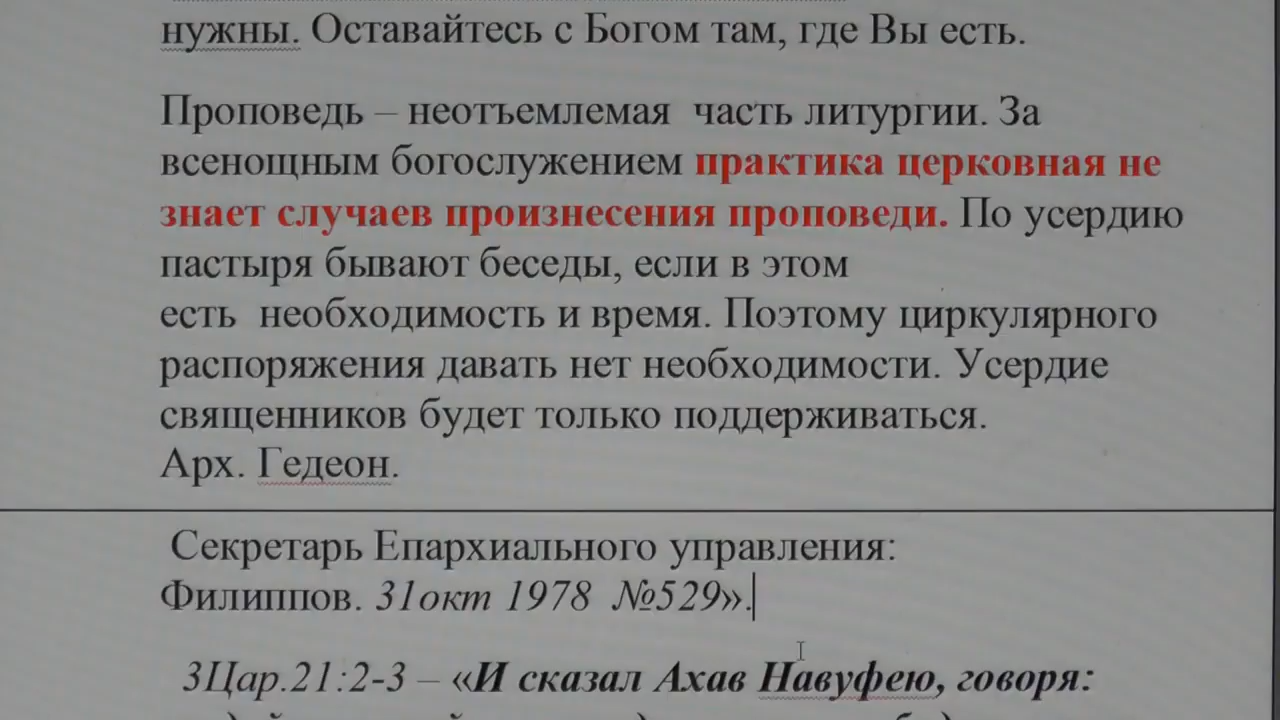 нужны. Оставайтесь с Богом там, где Вы есть.
Проповедь – неотъемлемая  часть литургии. За
всенощным богослужением практика церковная не
знает случаев произнесения проповеди. По усердию
пастыря бывают беседы, если в этом
есть  необходимость и время. Поэтому циркулярного
распоряжения давать нет необходимости. Усердие
священников будет только поддерживаться.
Арх. Гедеон.
Секретарь Епархиального управления:
Филиппов. 31окт 1978  №529».
3Цар.21:2-3 – «И сказал Ахав Навуфею, говоря: